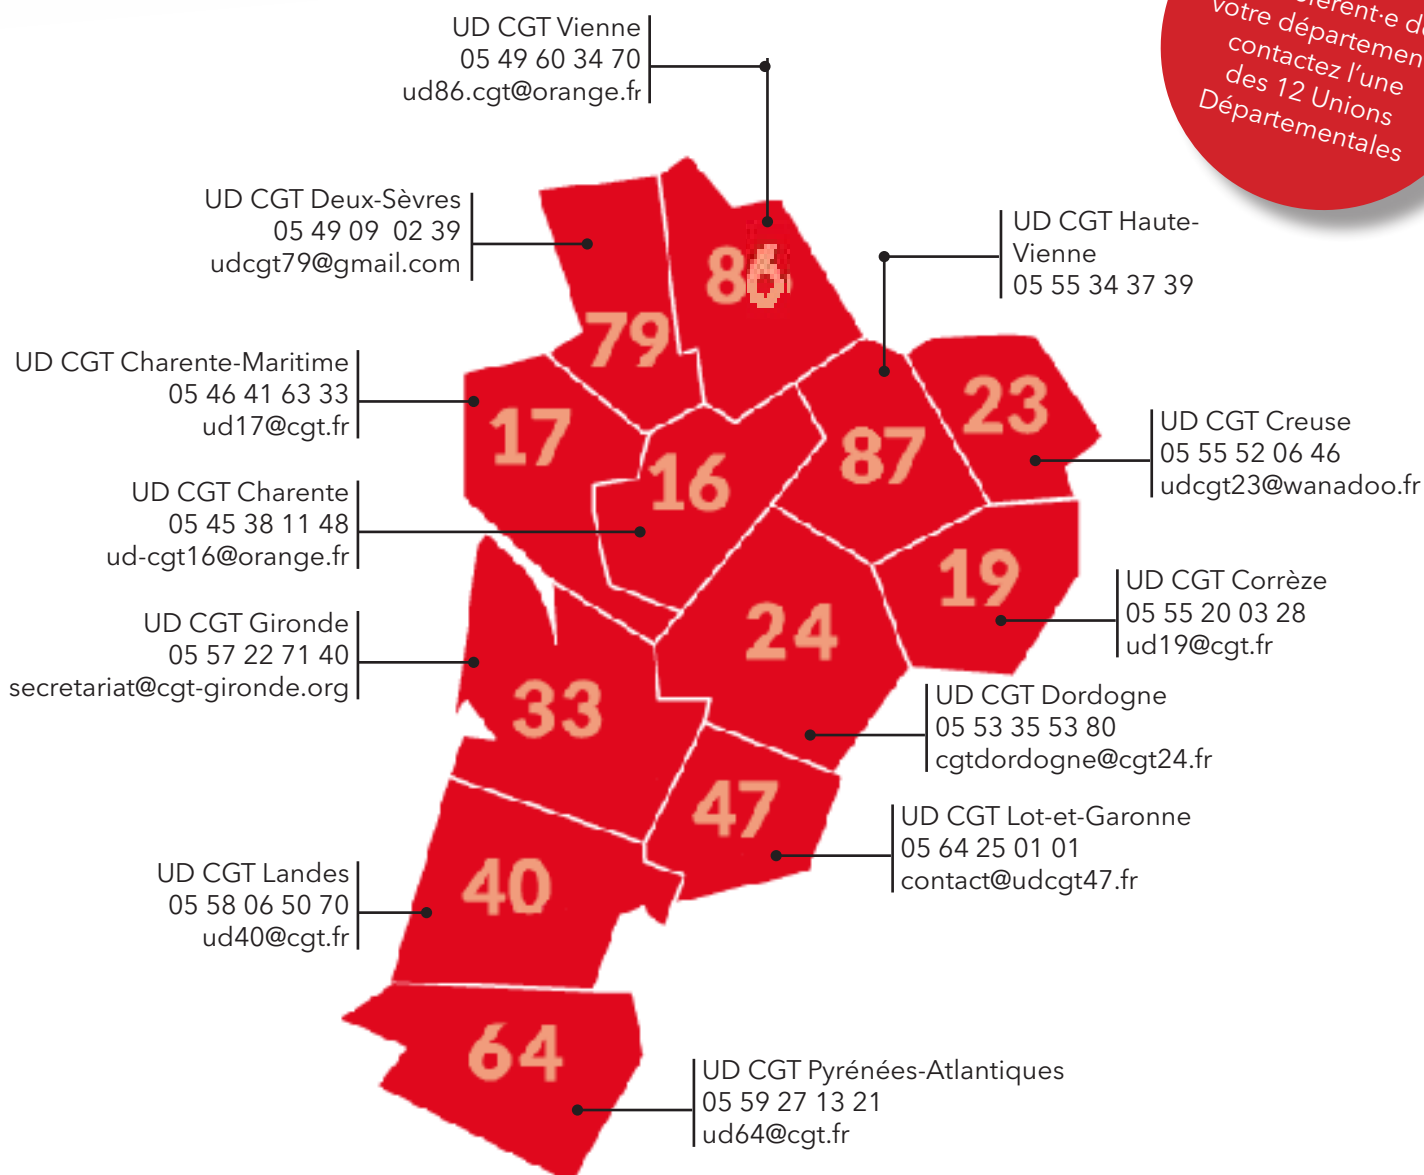 UD CGT Vienne
05 49 60 34 70
ud86.cgt@orange.fr
votre
contactez l'une
des 12 Unions
Départementales
UD CGT Deux-Sèvres
05 49 09 02 39
udcgt79@gmail.com
UD CGT Haute-
Vienne
05 55 34 37 39
86
79
UD CGT Charente-Maritime
05 46 41 63 33
ud17@cgt.fr
17
23
87
16
UD CGT Creuse
05 55 52 06 46
udcgt23@wanadoo.fr
UD CGT Charente
05 45 38 11 48
ud-cgt16@orange.fr
19
UD CGT Corrèze
05 55 20 03 28
ud19@cgt.fr
24
UD CGT Gironde
05 57 22 71 40
secretariat@cgt-gironde.org
33
UD CGT Dordogne
05 53 35 53 80
cgtdordogne@cgt24.fr
47
UD CGT Lot-et-Garonne
05 64 25 01 01
contact@udcgt47.fr
40
UD CGT Landes
05 58 06 50 70
ud40@cgt.fr
64
UD CGT Pyrénées-Atlantiques
05 59 27 13 21
ud64@cgt.fr